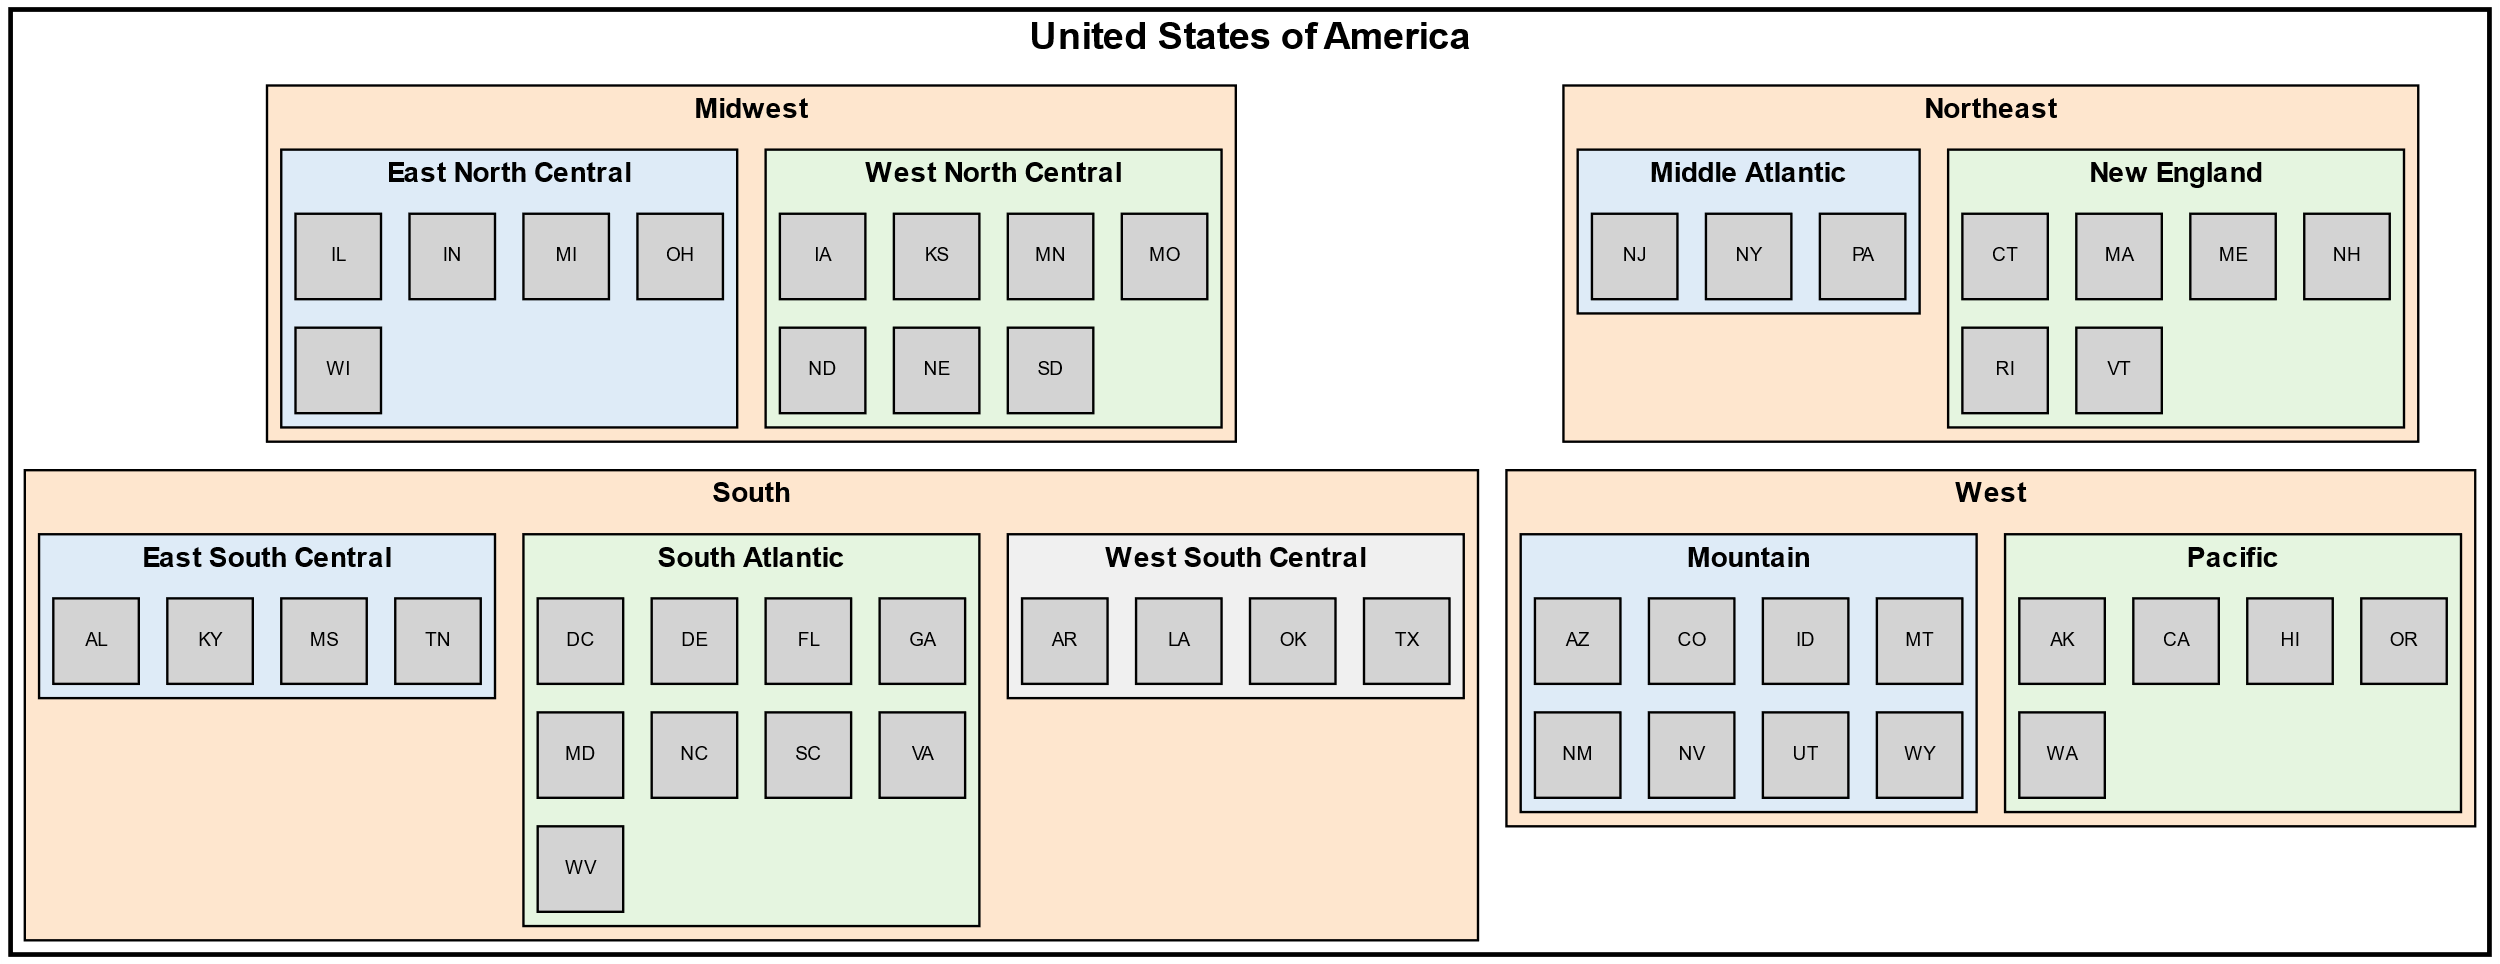 United States of America
Midwest
East North Central
IL IN MI OH
WI
West North Central
IA KS MN MO
ND NE SD
Northeast
Middle Atlantic
NJ NY PA
New England
CT MA ME NH
RI VT
South
East South Central
AL KY MS TN
South Atlantic
DC DE FL GA
MD NC SC VA
WV
West South Central
AR LA OK TX
West
Mountain
AZ CO ID MT
NM NV UT WY
Pacific
AK CA HI OR
WA